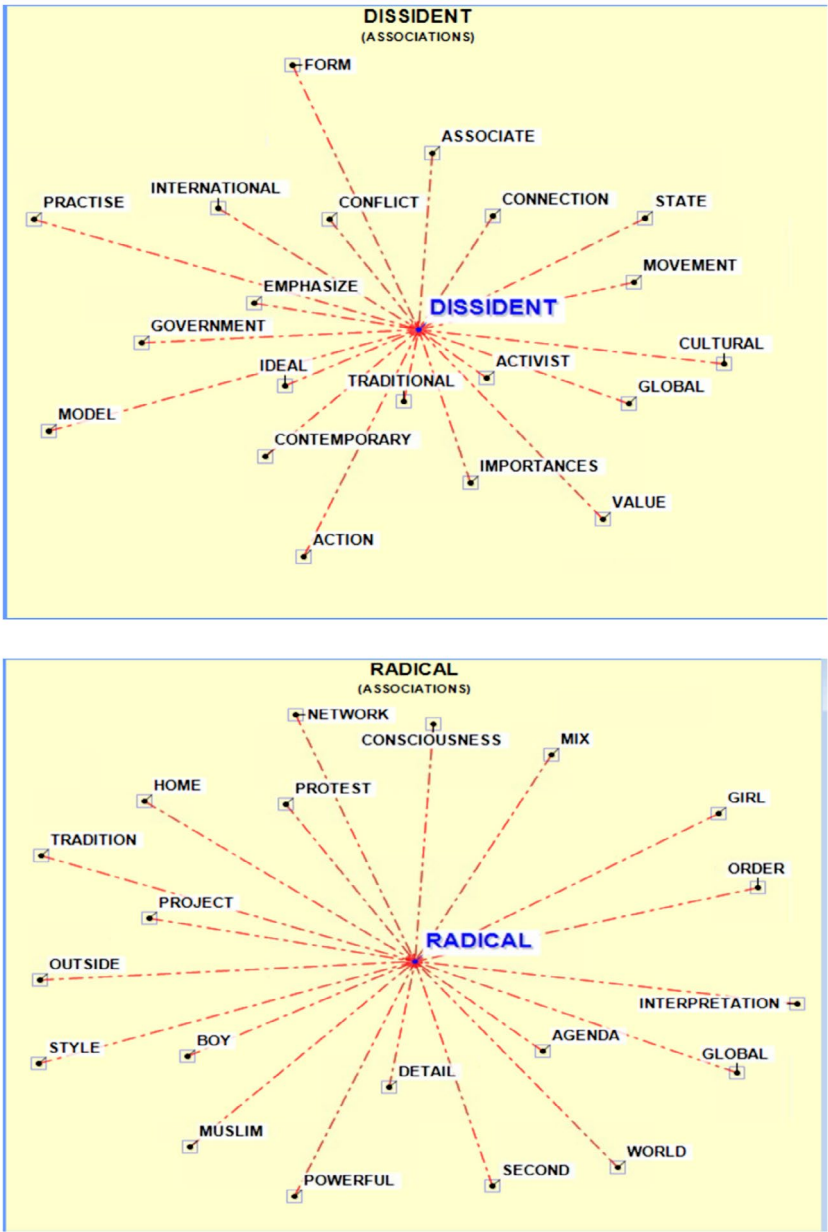 DISSIDENT
(ASSOCIATIONS)
FORM
ASSOCIATE
INTERNATIONAL
PRACTISE
CONFLICT
CONNECTION
STATE
MOVEMENT
EMPHASIZE
DISSIDENT
GOVERNMENT
CULTURAL
IDEAL
ACTIVIST
TRADITIONAL
GLOBAL
MODEL
CONTEMPORARY
IMPORTANCES
VALUE
ACTION
RADICAL
(ASSOCIATIONS)
NETWORK
CONSCIOUSNESS
MIX
HOME
PROTEST
GIRL
TRADITION
ORDER
PROJECT
RADICAL
OUTSIDE
INTERPRETATION
AGENDA
BOY
STYLE
GLOBAL
DETAIL
MUSLIM
WORLD
SECOND
POWERFUL